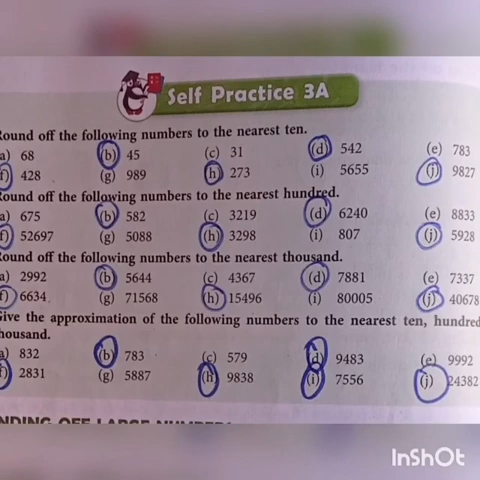 Self Practice 3A
Round off the following numbers to the nearest ten.
a) 68 (b) 45 (c) 31 (d) 542 (e) 783
f) 428 (g) 989 (h) 273 (i) 5655 (j) 9827
Round off the following numbers to the nearest hundred.
a) 675 (b) 582 (c) 3219 (d) 6240 (e) 8833
f) 52697 (g) 5088 (h) 3298 (i) 807 (j) 5928
Round off the following numbers to the nearest thousand.
a) 2992 (b) 5644 (c) 4367 (d) 7881 (e) 7337
f) 6634 (g) 71568 (h) 15496 (i) 80005 (j) 40678
Give the approximation of the following numbers to the nearest ten, hundred
thousand.
a) 832 (b) 783 (c) 579 (d) 9483 (e) 9992
f) 2831 (g) 5887 (h) 9838 (i) 7556 (j) 24382
InShOt